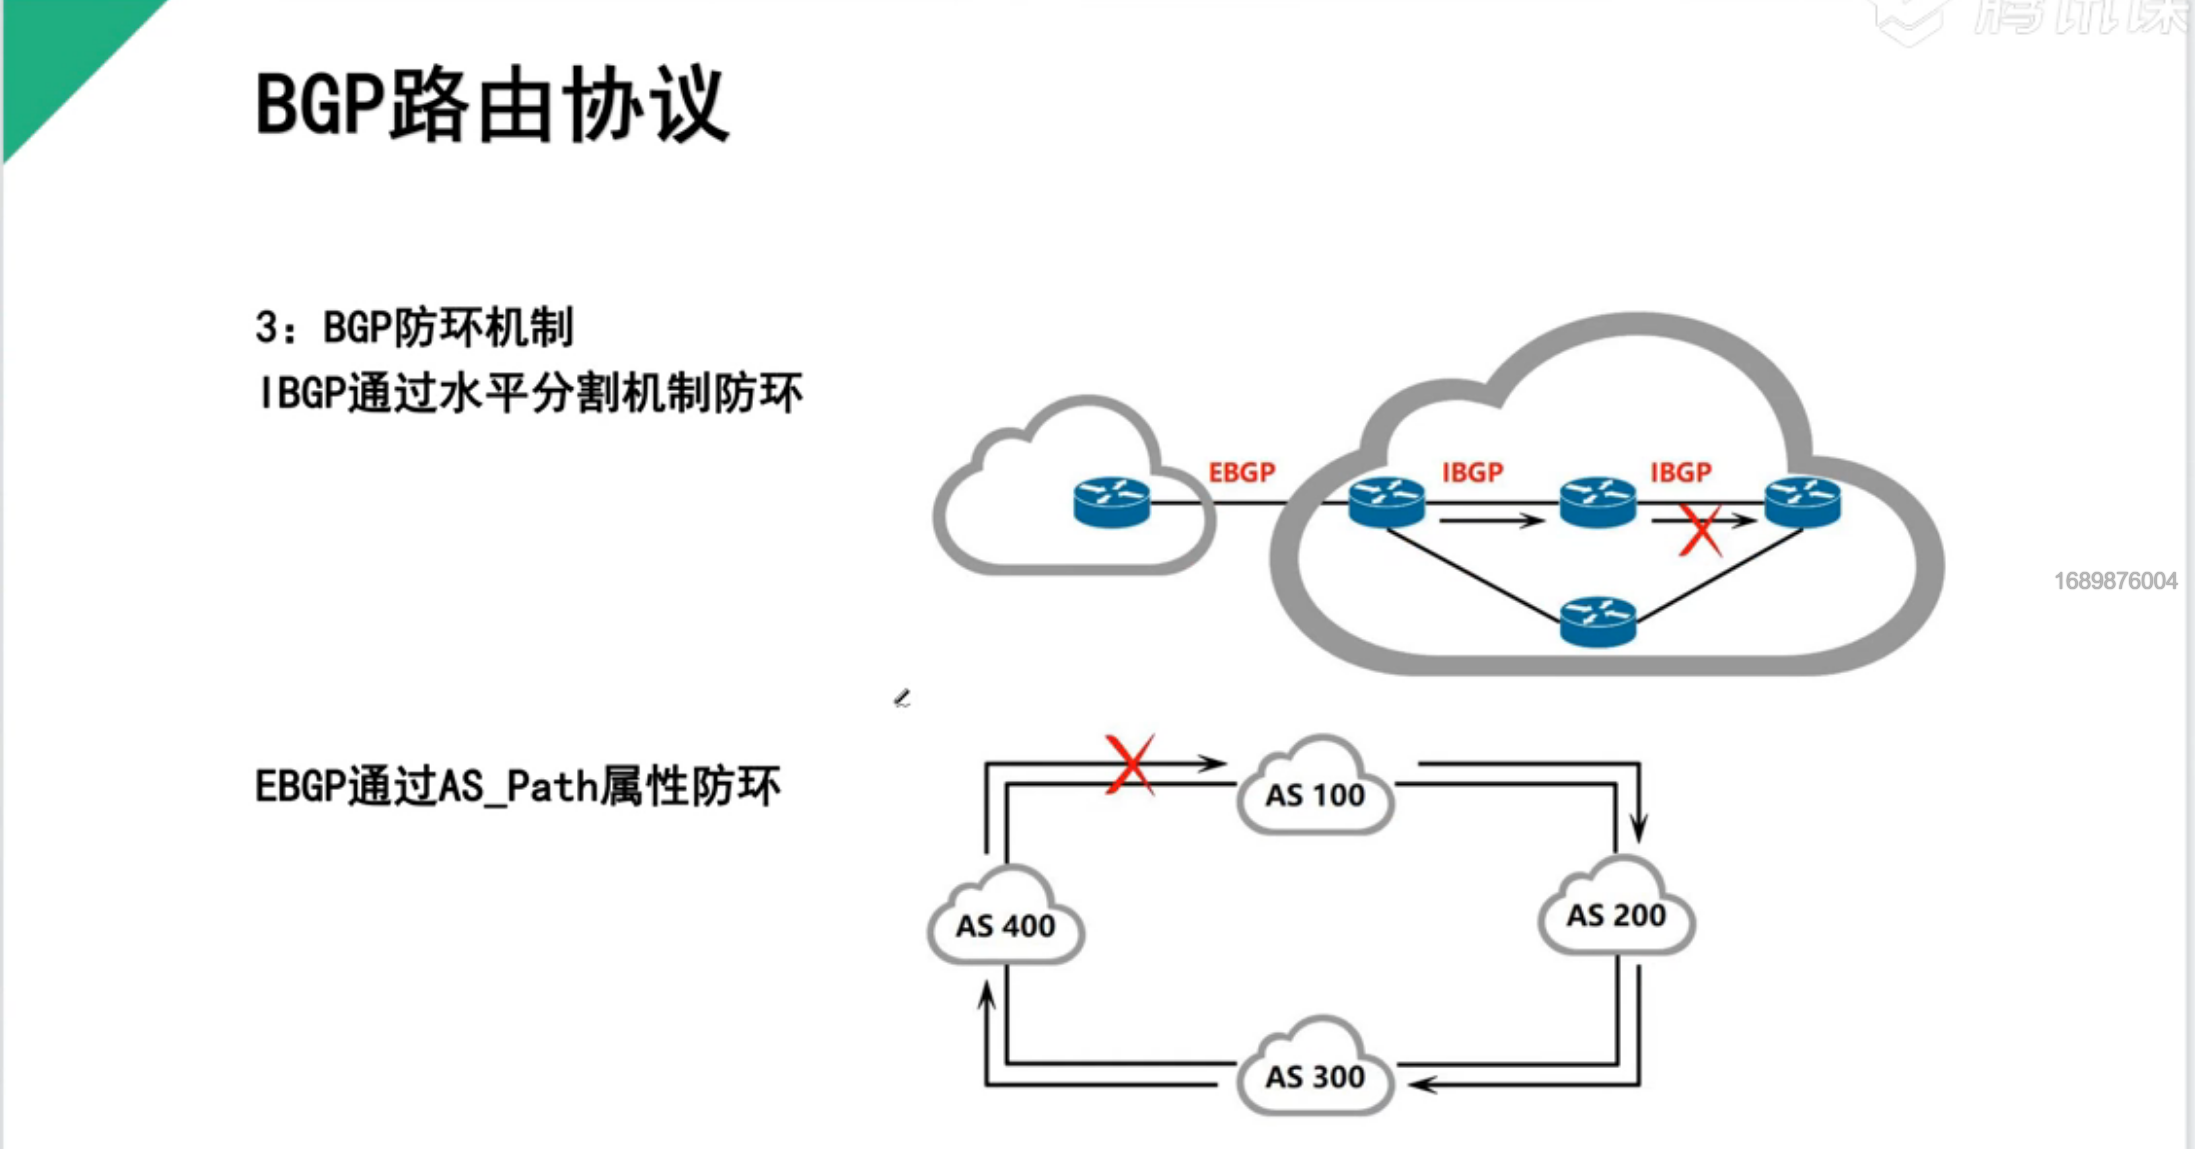 腾讯课
BGP路由协议
3：BGP防环机制
IBGP通过水平分割机制防环
EBGP
IBGP
IBGP
1689876004
EBGP通过AS_Path属性防环
AS 100
AS 400
AS 200
AS 300